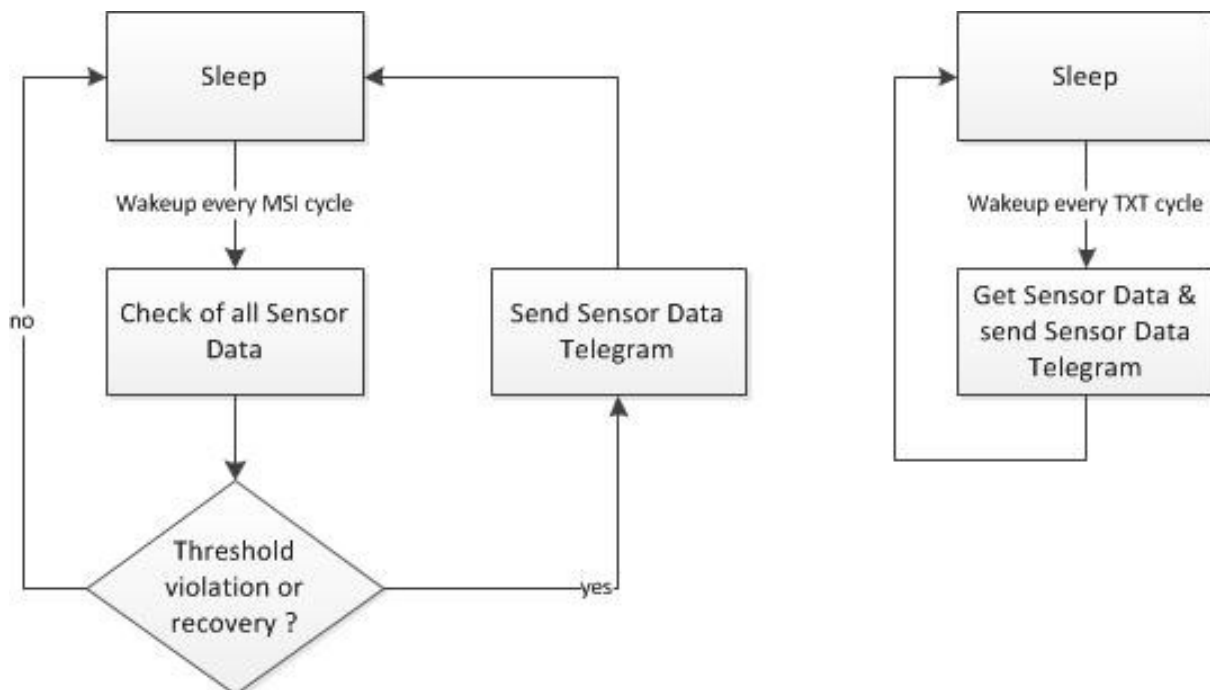 Sleep
Wakeup every MSI cycle
Check of all Sensor
Data
Threshold
violation or
recovery ?
no
yes
Send Sensor Data
Telegram
Sleep
Wakeup every TXT cycle
Get Sensor Data &
send Sensor Data
Telegram